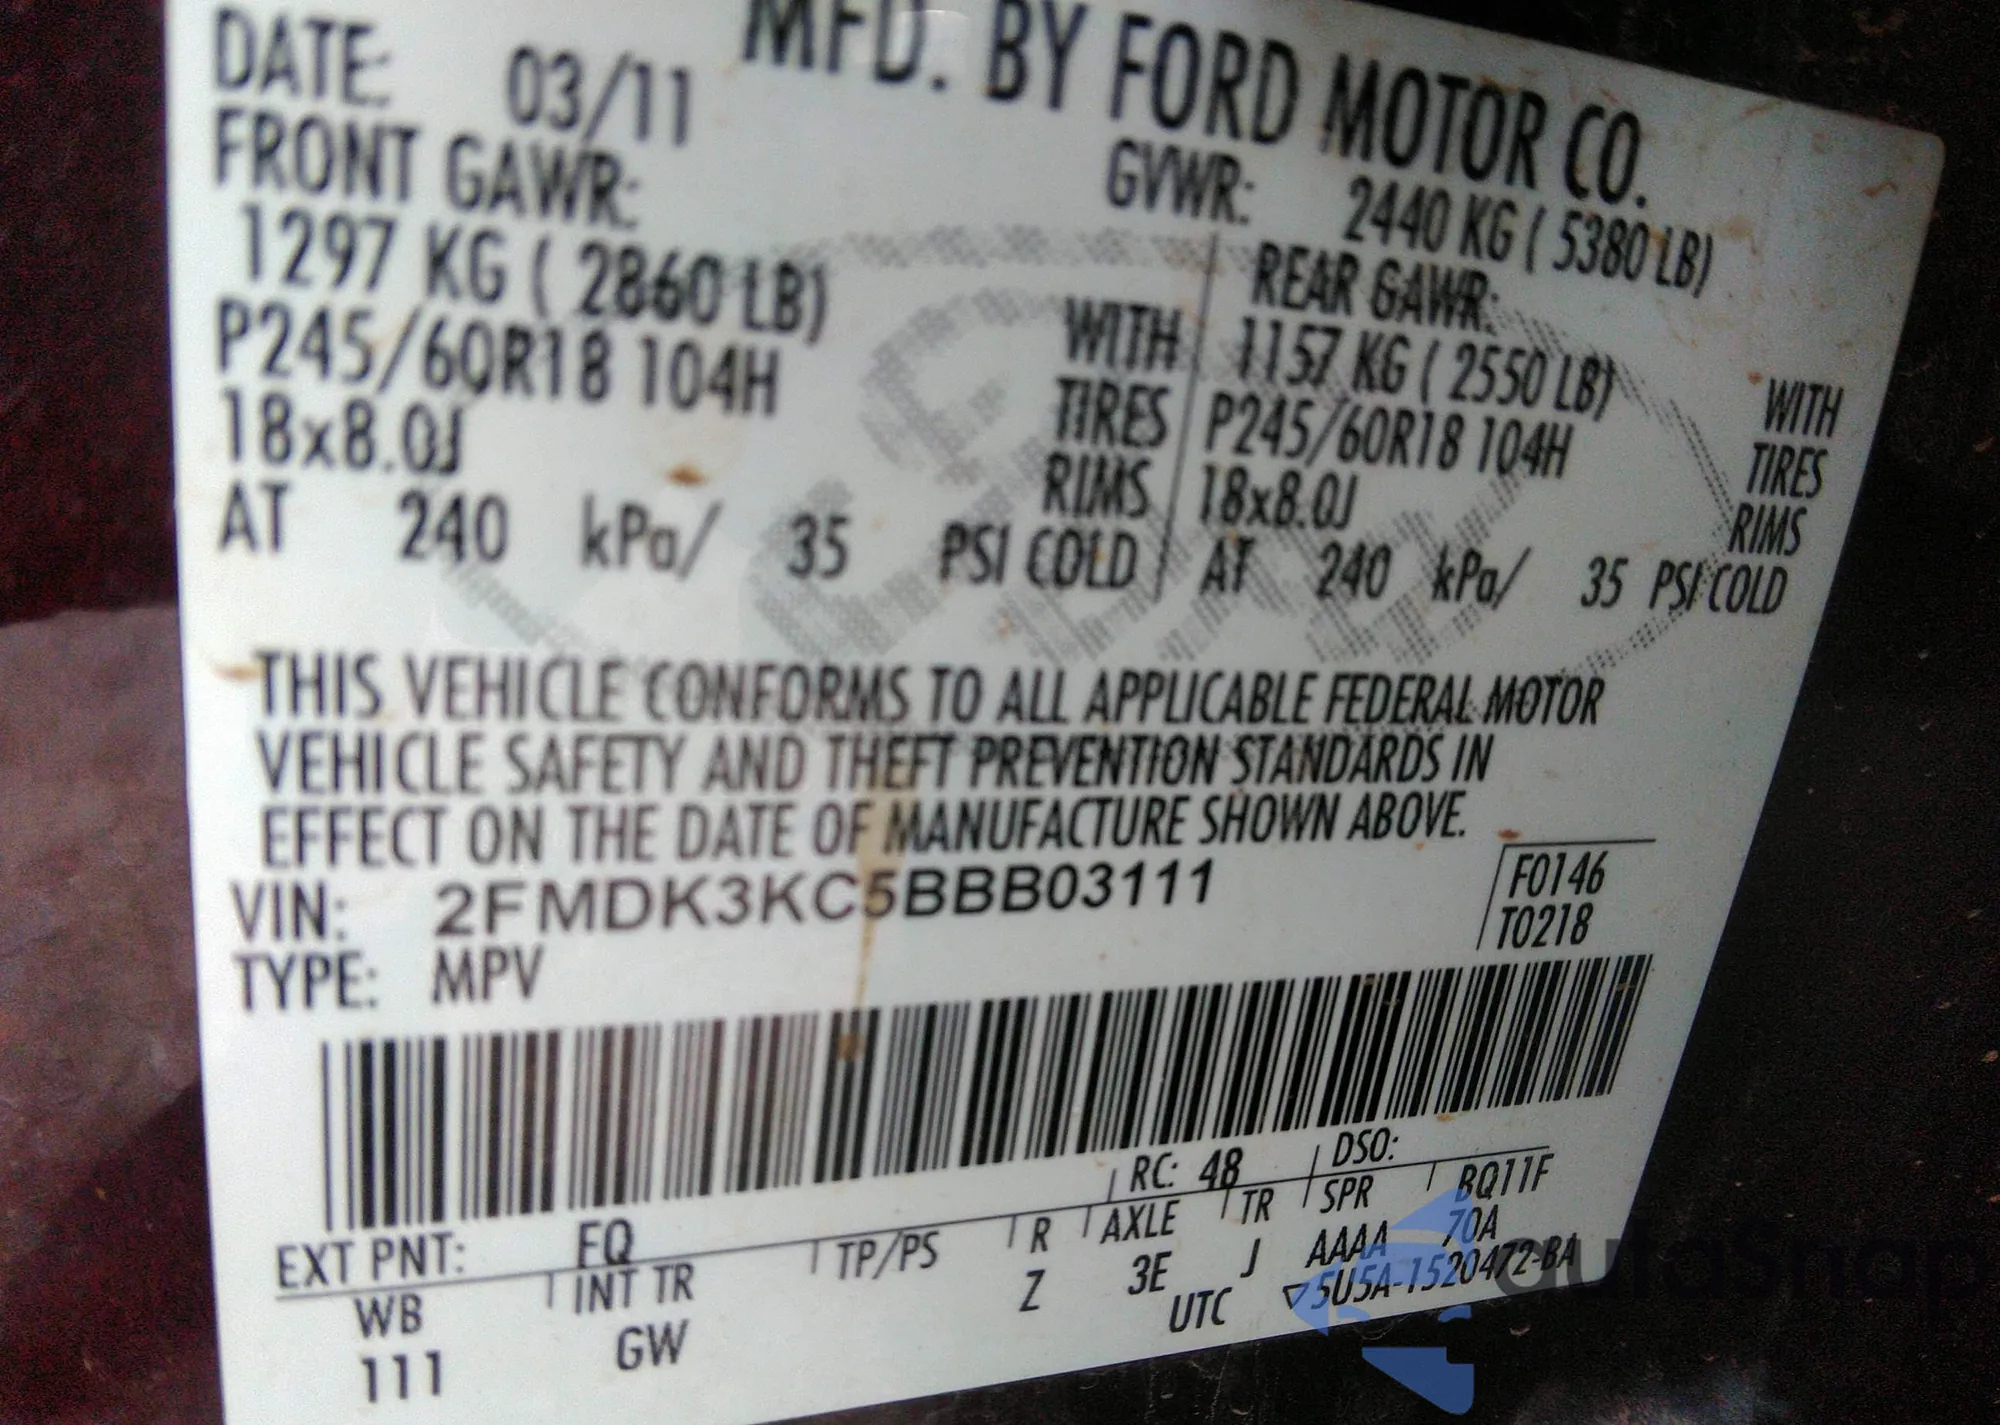 MFD. BY FORD MOTOR CO.
DATE: 03/11
GVWR: 2440 KG ( 5380 LB)
FRONT GAWR:
1297 KG ( 2860 LB) WITH
P245/60R18 104H TIRES
18x8.0J RIMS
AT 240 kPa/ 35 PSI COLD
REAR GAWR:
1157 KG ( 2550 LB) WITH
P245/60R18 104H TIRES
18x8.0J RIMS
AT 240 kPa/ 35 PSI COLD
THIS VEHICLE CONFORMS TO ALL APPLICABLE FEDERAL MOTOR
VEHICLE SAFETY AND THEFT PREVENTION STANDARDS IN
EFFECT ON THE DATE OF MANUFACTURE SHOWN ABOVE.
VIN: 2FMDK3KC5BBB03111
TYPE: MPV
F0146
T0218
EXT PNT: FQ RC: 48 DSO:
WB INT TR TP/PS R AXLE TR SPR BQ11F
111 GW Z 3E J AAAA 70A
UTC ▽5U5A-1520472-BA